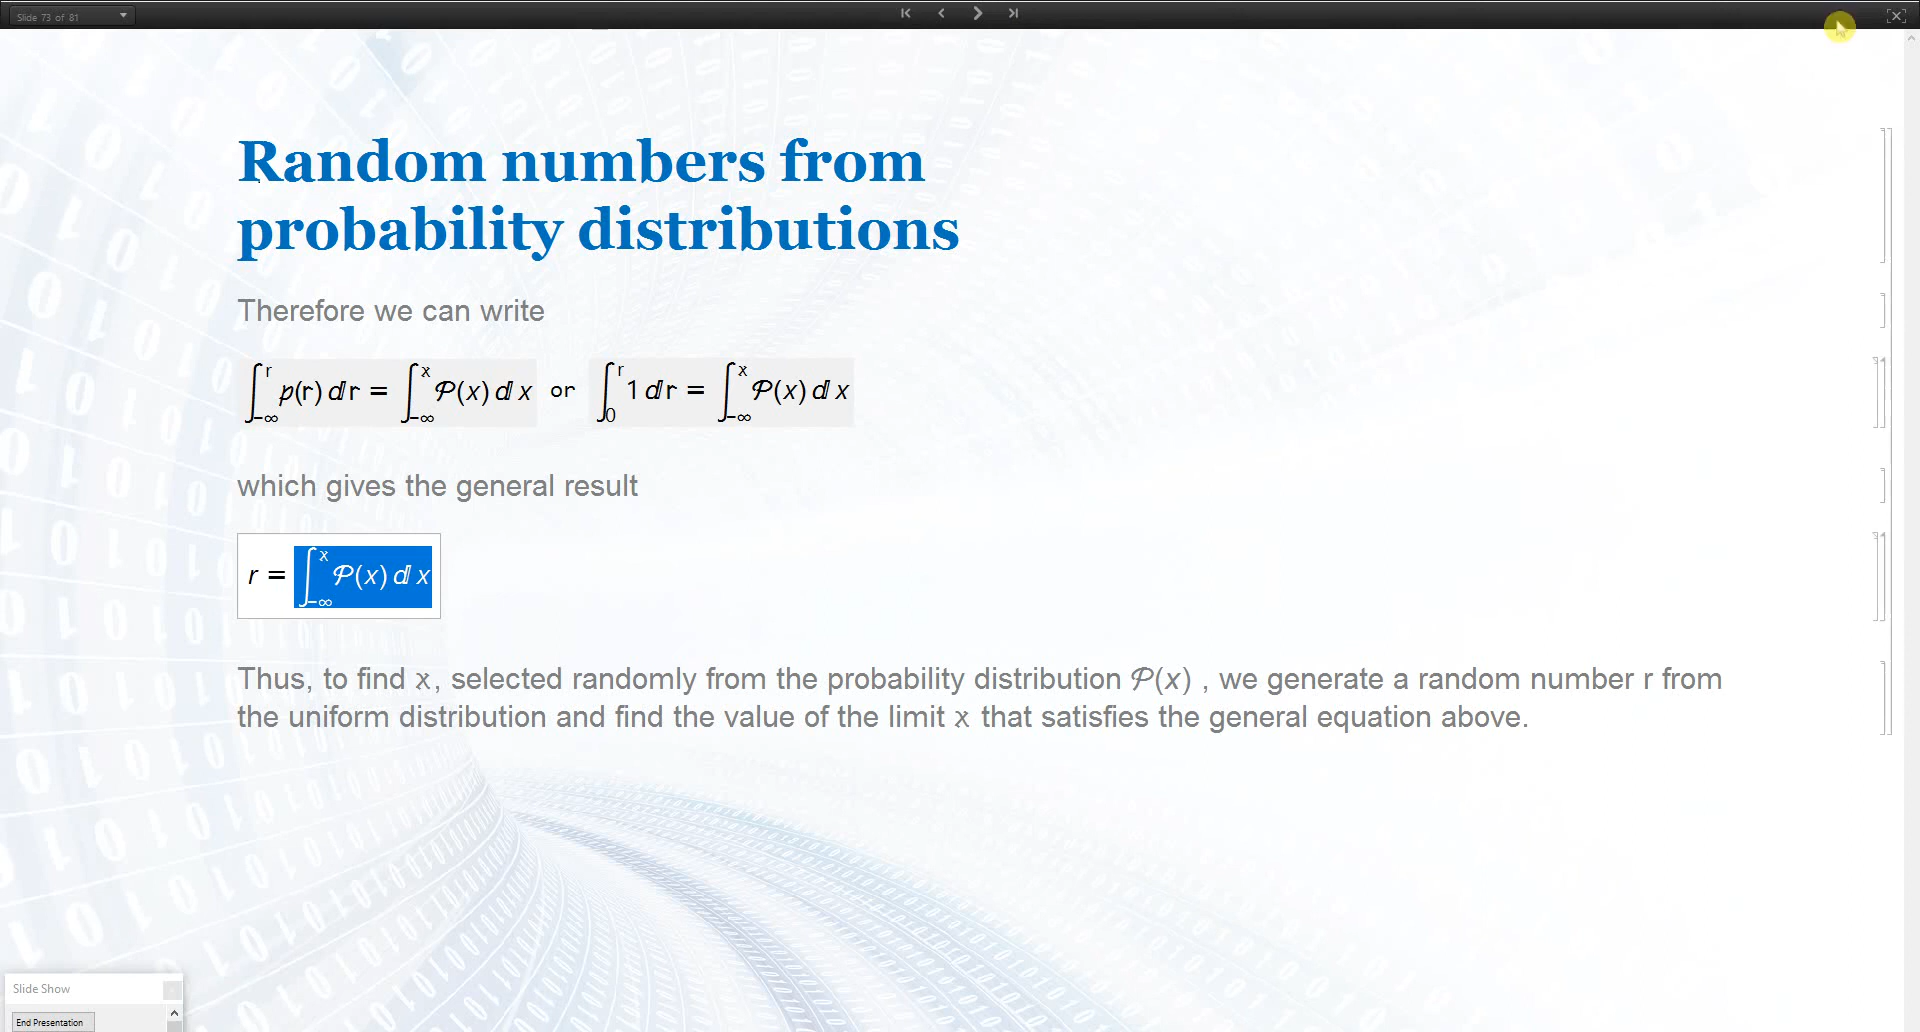 Slide 73 of 81
Random numbers from
probability distributions
Therefore we can write
∫_{-∞}^{r} p(r) ⅆr = ∫_{-∞}^{x} 𝒫(x) ⅆx or ∫_{0}^{r} 1 ⅆr = ∫_{-∞}^{x} 𝒫(x) ⅆx
which gives the general result
r = ∫_{-∞}^{x} 𝒫(x) ⅆx
Thus, to find x, selected randomly from the probability distribution 𝒫(x) , we generate a random number r from
the uniform distribution and find the value of the limit x that satisfies the general equation above.
Slide Show
End Presentation